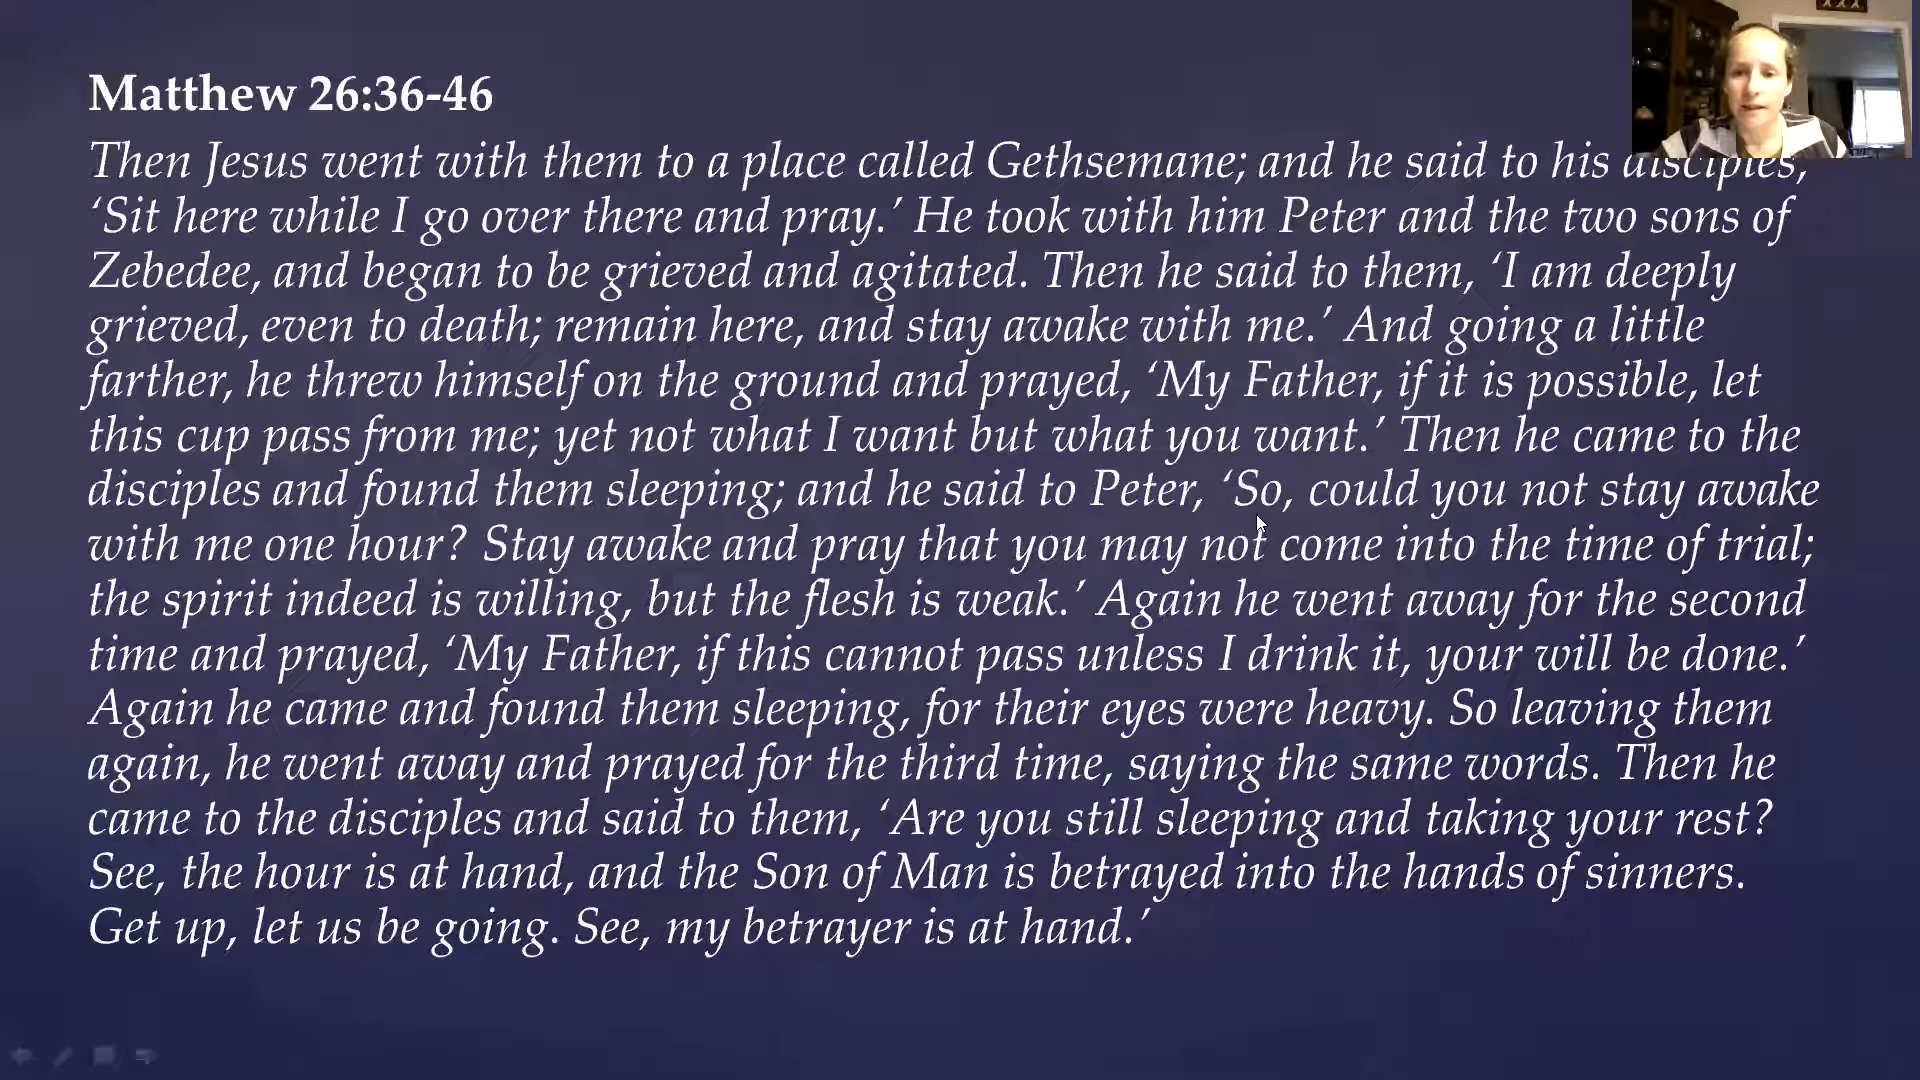 Matthew 26:36-46
Then Jesus went with them to a place called Gethsemane; and he said to his disciples,
‘Sit here while I go over there and pray.’ He took with him Peter and the two sons of
Zebedee, and began to be grieved and agitated. Then he said to them, ‘I am deeply
grieved, even to death; remain here, and stay awake with me.’ And going a little
farther, he threw himself on the ground and prayed, ‘My Father, if it is possible, let
this cup pass from me; yet not what I want but what you want.’ Then he came to the
disciples and found them sleeping; and he said to Peter, ‘So, could you not stay awake
with me one hour? Stay awake and pray that you may not come into the time of trial;
the spirit indeed is willing, but the flesh is weak.’ Again he went away for the second
time and prayed, ‘My Father, if this cannot pass unless I drink it, your will be done.’
Again he came and found them sleeping, for their eyes were heavy. So leaving them
again, he went away and prayed for the third time, saying the same words. Then he
came to the disciples and said to them, ‘Are you still sleeping and taking your rest?
See, the hour is at hand, and the Son of Man is betrayed into the hands of sinners.
Get up, let us be going. See, my betrayer is at hand.’